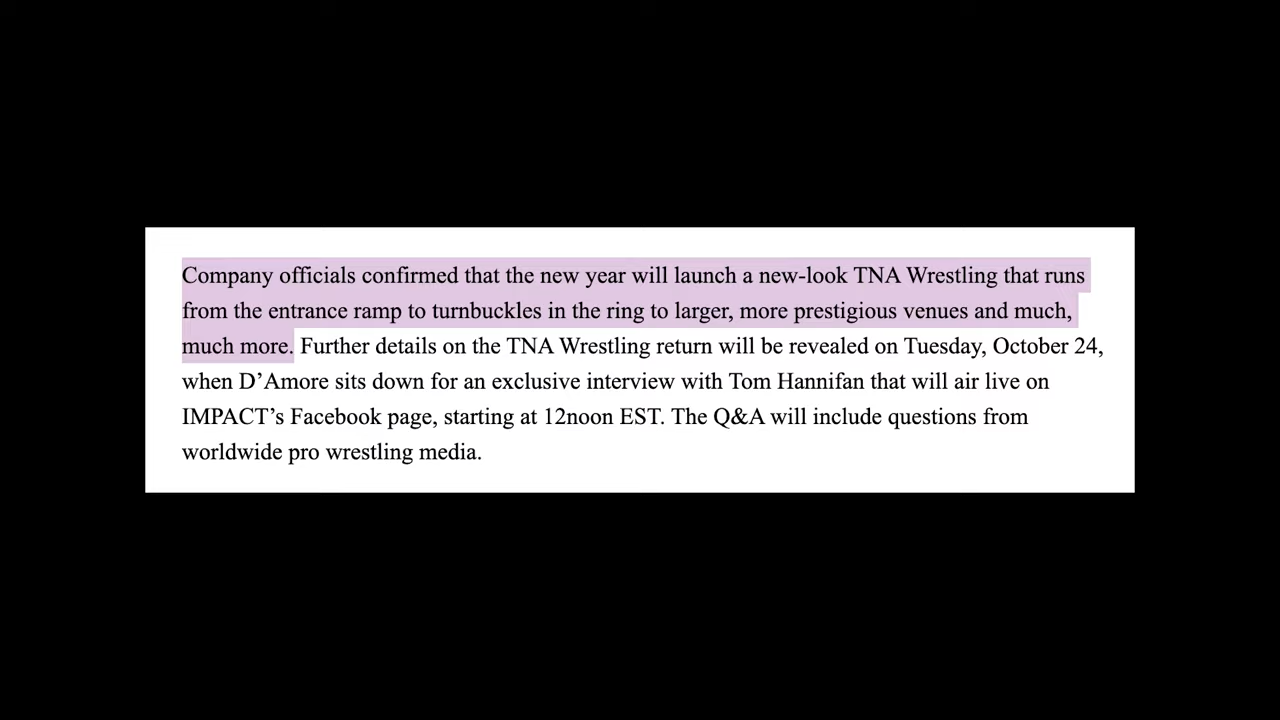 Company officials confirmed that the new year will launch a new-look TNA Wrestling that runs
from the entrance ramp to turnbuckles in the ring to larger, more prestigious venues and much,
much more. Further details on the TNA Wrestling return will be revealed on Tuesday, October 24,
when D’Amore sits down for an exclusive interview with Tom Hannifan that will air live on
IMPACT’s Facebook page, starting at 12noon EST. The Q&A will include questions from
worldwide pro wrestling media.